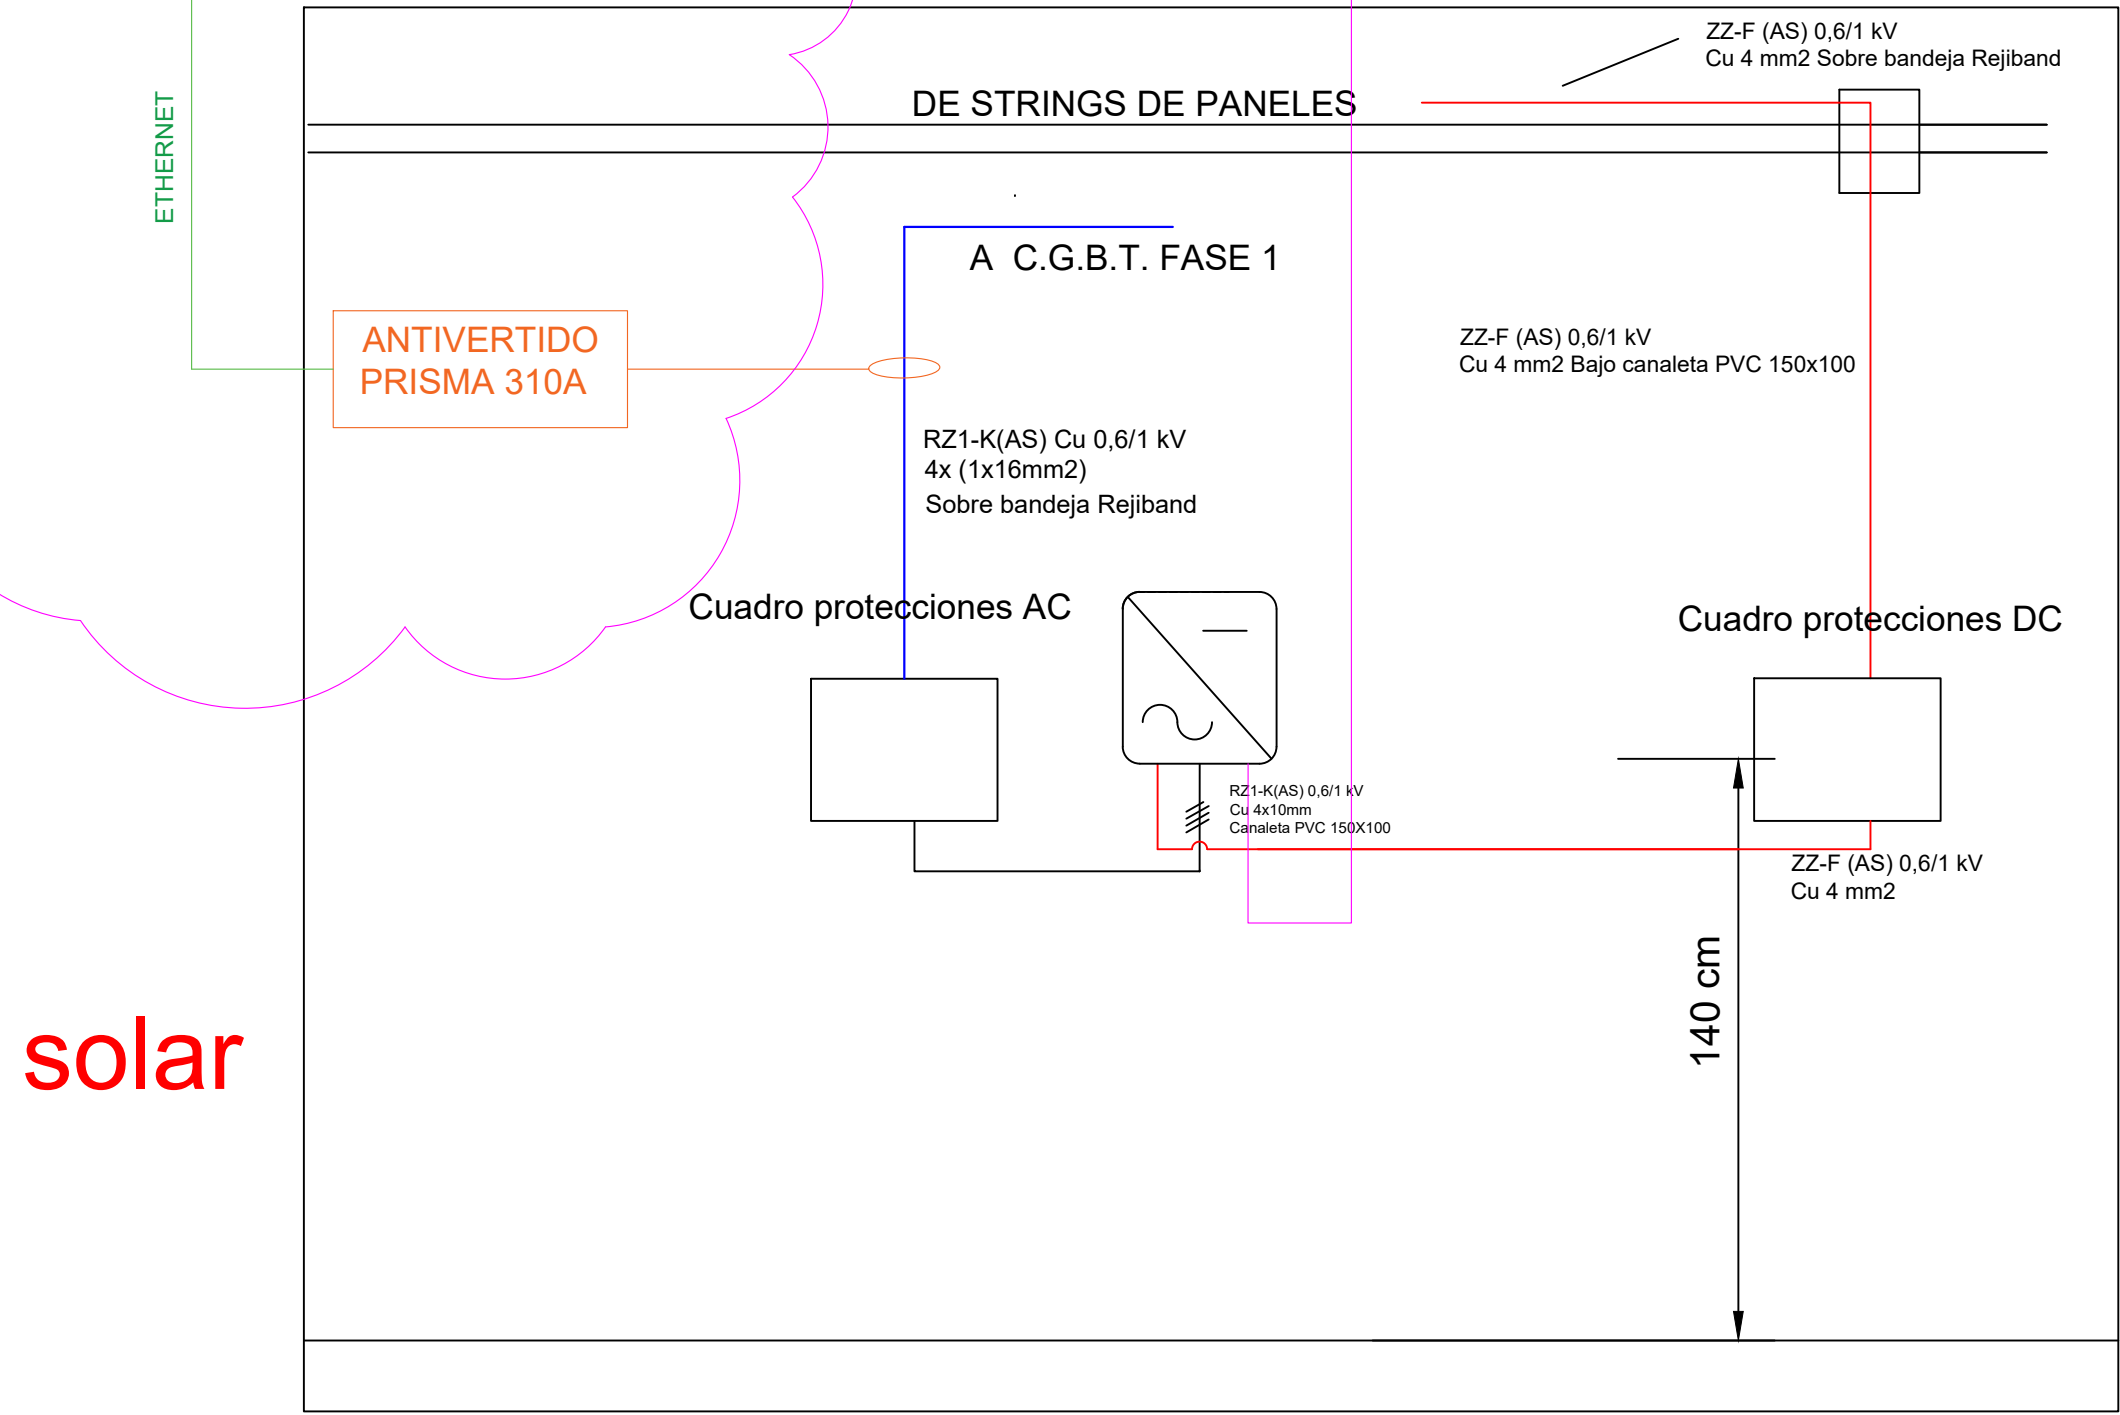 ZZ-F (AS) 0,6/1 kV
Cu 4 mm2 Sobre bandeja Rejiband
DE STRINGS DE PANELES
ETHERNET
A C.G.B.T. FASE 1
ANTIVERTIDO
PRISMA 310A
ZZ-F (AS) 0,6/1 kV
Cu 4 mm2 Bajo canaleta PVC 150x100
RZ1-K(AS) Cu 0,6/1 kV
4x (1x16mm2)
Sobre bandeja Rejiband
Cuadro protecciones AC
Cuadro protecciones DC
RZ1-K(AS) 0,6/1 kV
Cu 4x10mm
Canaleta PVC 150X100
ZZ-F (AS) 0,6/1 kV
Cu 4 mm2
140 cm
solar